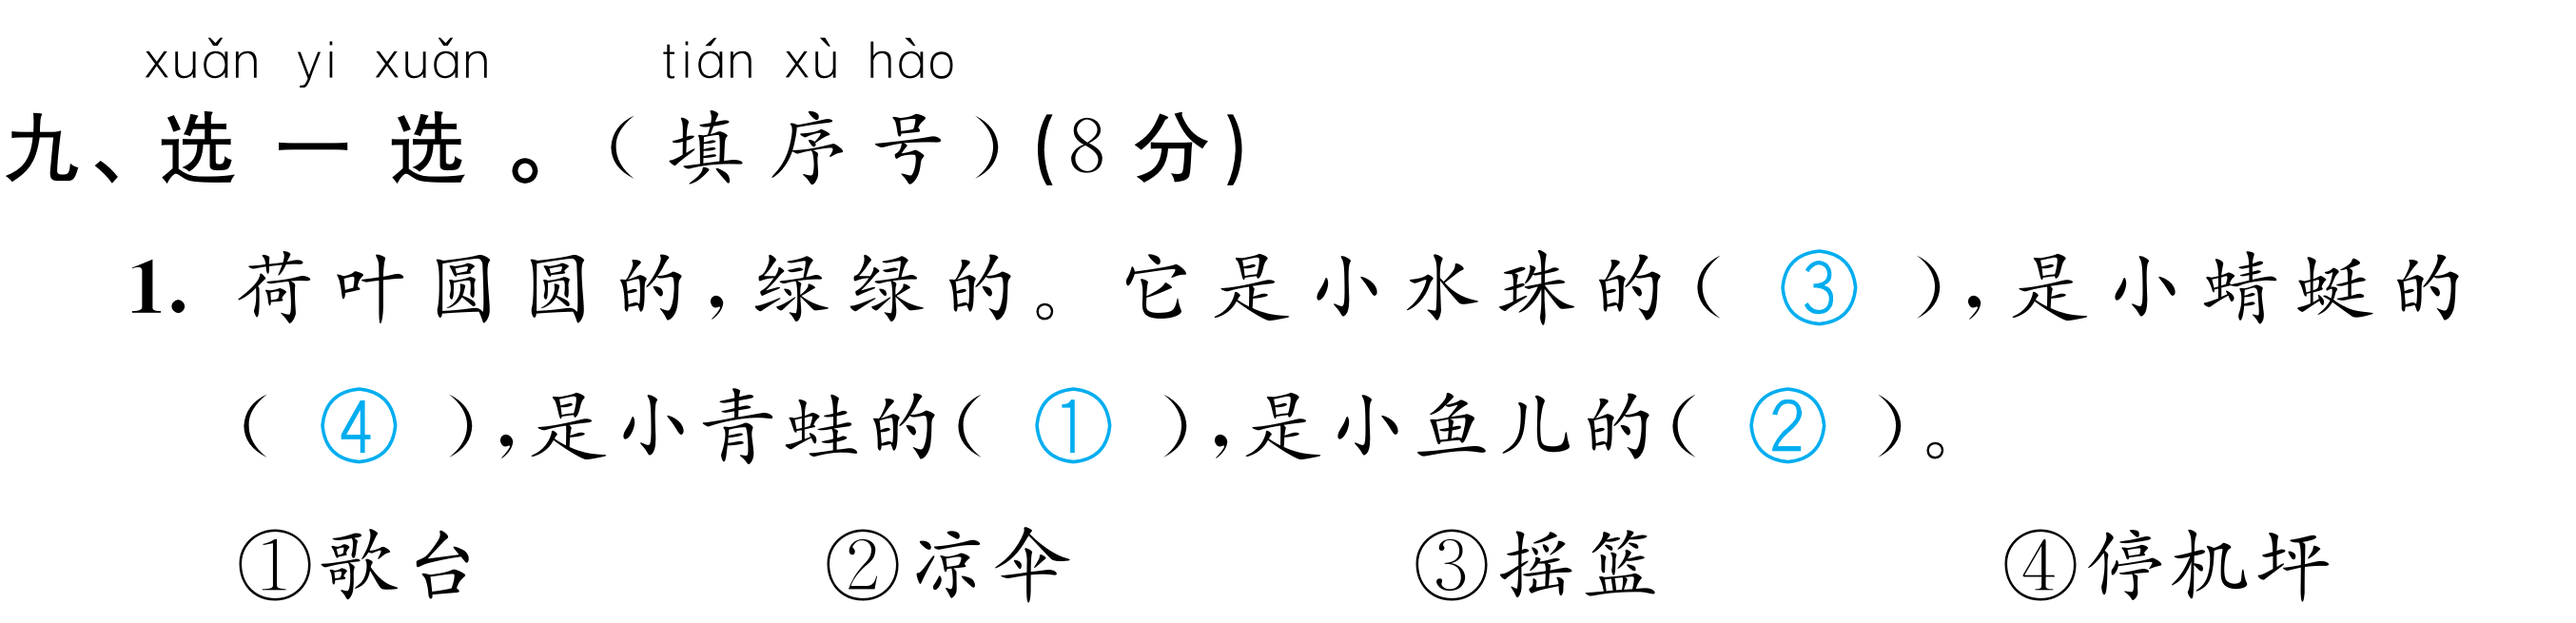 xuǎn yi xuǎn tián xù hào
九、选一选。（填序号）(8分)
1. 荷叶圆圆的，绿绿的。它是小水珠的（ ③ ），是小蜻蜓的
（ ④ ），是小青蛙的（ ① ），是小鱼儿的（ ② ）。
①歌台 ②凉伞 ③摇篮 ④停机坪